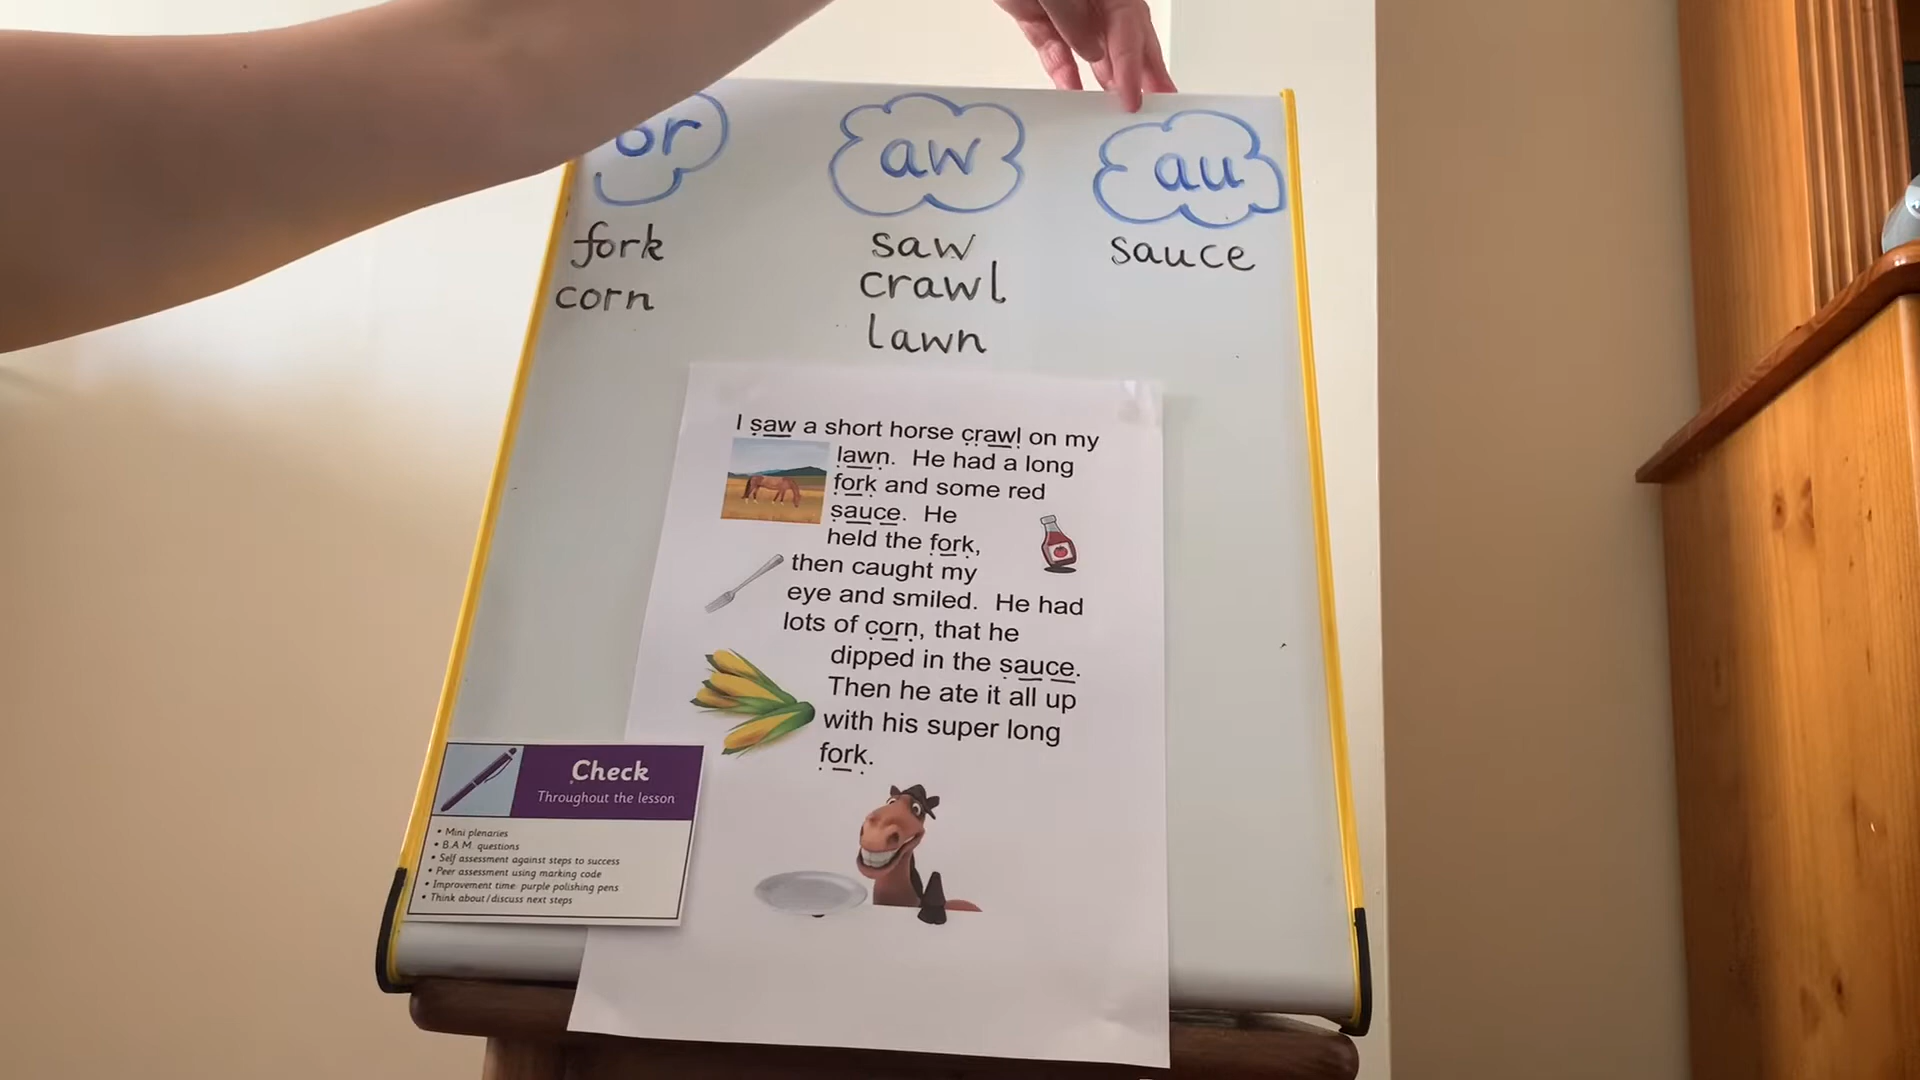 or aw au
fork saw sauce
corn crawl
lawn
I saw a short horse crawl on my
lawn. He had a long
fork and some red
sauce. He
held the fork,
then caught my
eye and smiled. He had
lots of corn, that he
dipped in the sauce.
Then he ate it all up
with his super long
fork.
Check
Throughout the lesson
• Mini plenaries
• B.A.M. questions
• Self assessment against steps to success
• Peer assessment using marking code
• Improvement time purple polishing pens
• Think about/discuss next steps